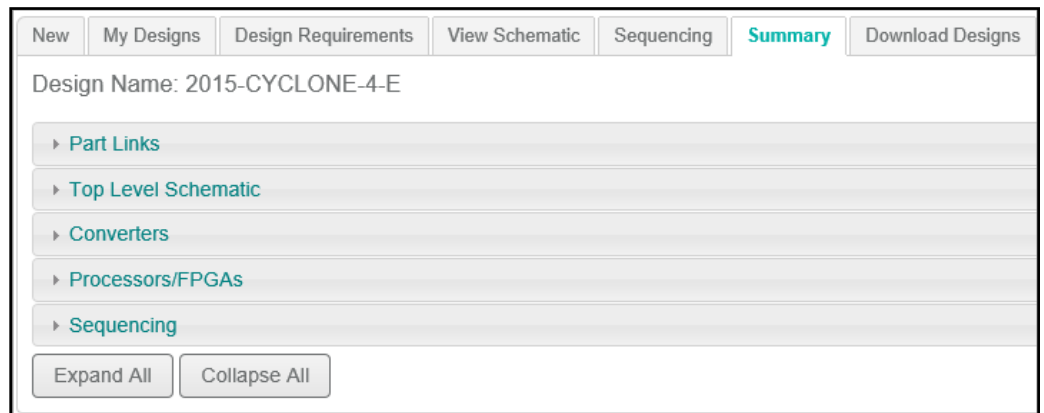 New My Designs Design Requirements View Schematic Sequencing Summary Download Designs
Design Name: 2015-CYCLONE-4-E
Part Links
Top Level Schematic
Converters
Processors/FPGAs
Sequencing
Expand All Collapse All